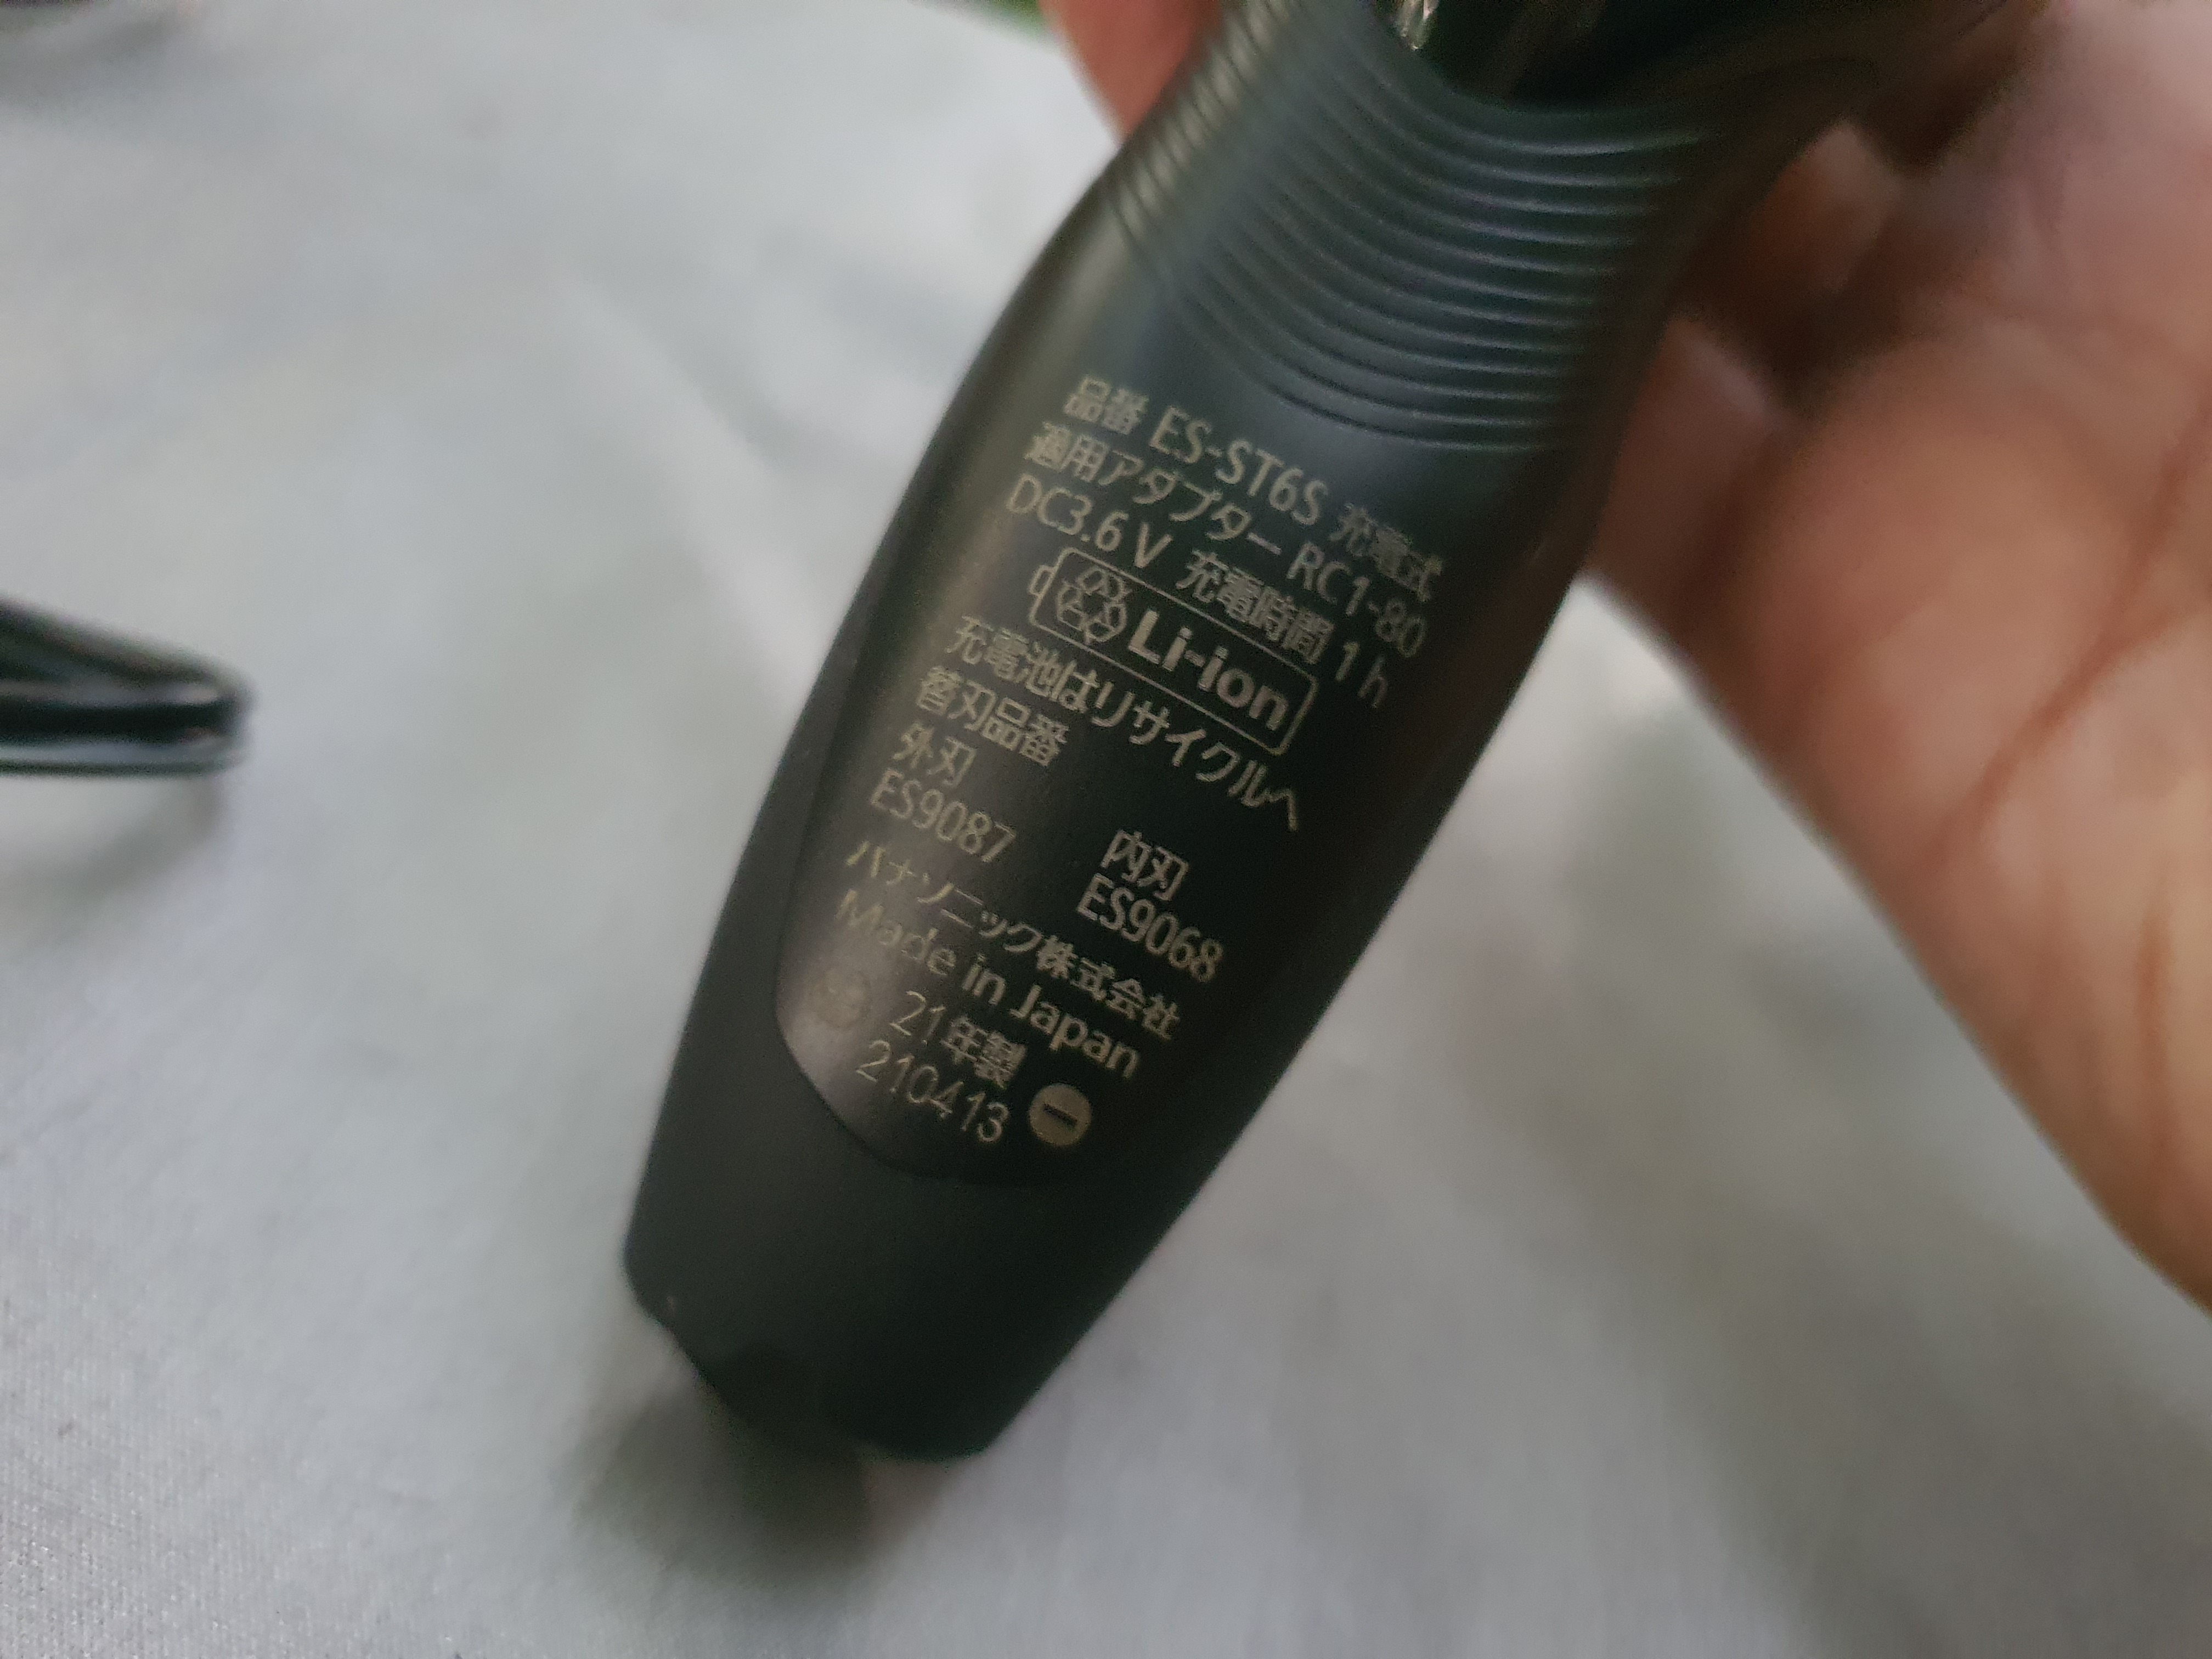 品番 ES-ST6S 充電式
適用アダプター RC1-80
DC3.6 V 充電時間 1 h
Li-ion
充電池はリサイクルへ
替刃品番
外刃 内刃
ES9087 ES9068
パナソニック株式会社
Made in Japan
21年製
210413